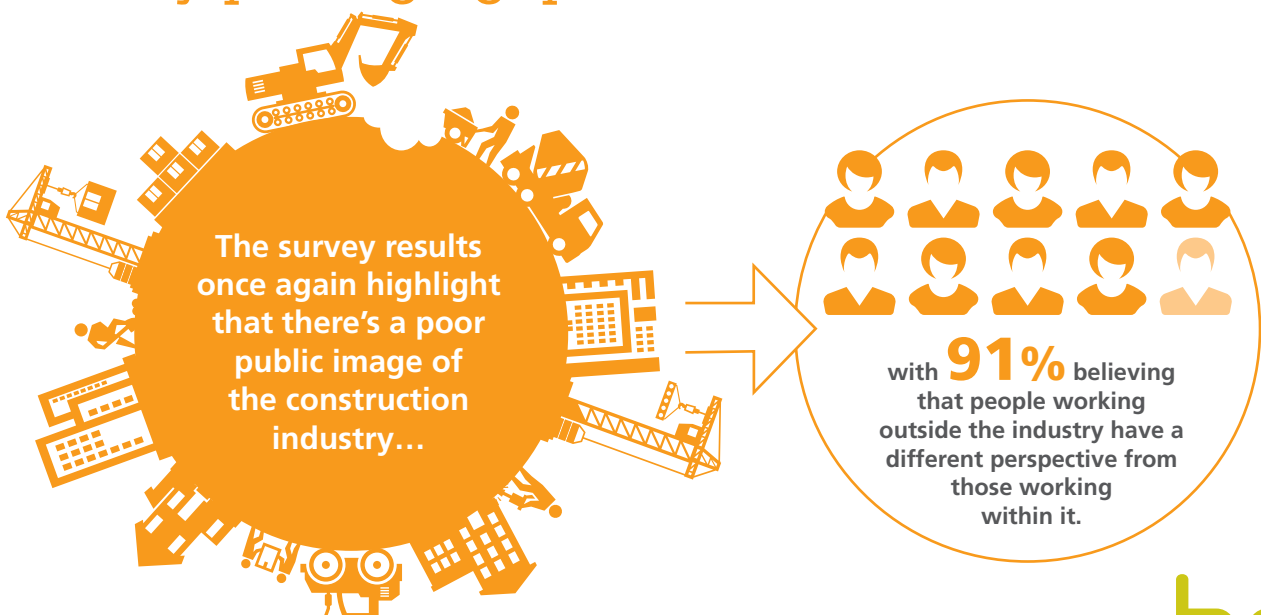 The survey results
once again highlight
that there's a poor
public image of
the construction
industry…
with 91% believing
that people working
outside the industry have a
different perspective from
those working
within it.